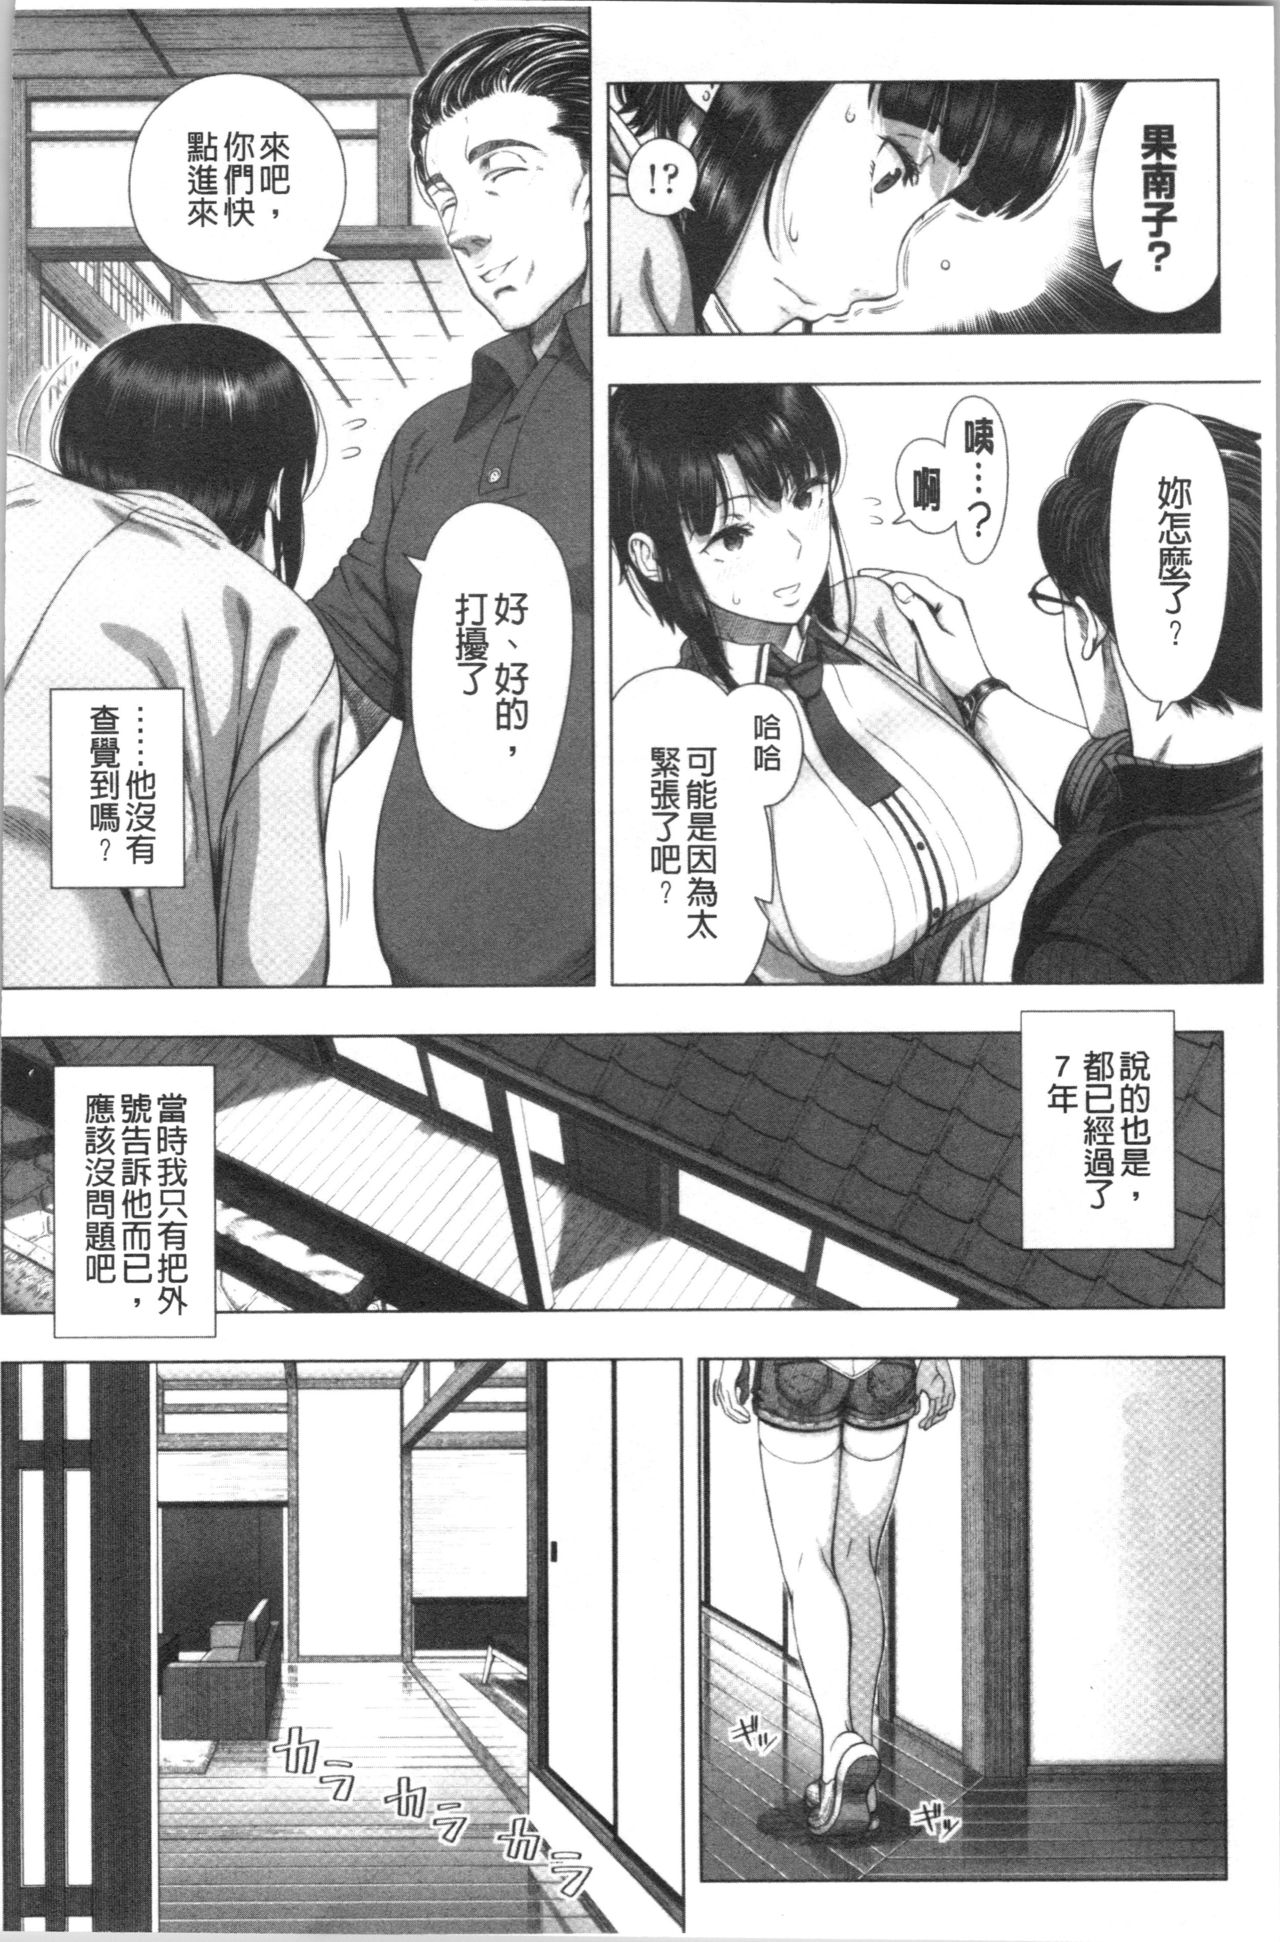 果南子？
！？
妳怎麼了？
咦…？
啊
哈哈
可能是因為太
緊張了吧？
來吧，
你們快
點進來
好、好的，
打擾了
……他沒有
查覺到嗎？
說的也是，
都已經過了
７年
當時我只有把外
號告訴他而已，
應該沒問題吧
ギッ
ギッ
カラ
カラ
カラ